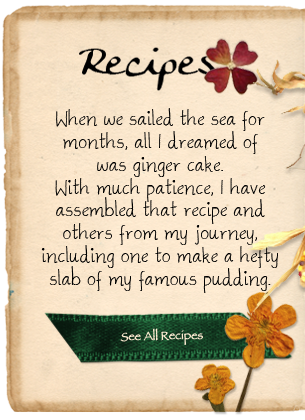 Recipes
When we sailed the sea for
months, all I dreamed of
was ginger cake.
With much patience, I have
assembled that recipe and
others from my journey,
including one to make a hefty
slab of my famous pudding.
See All Recipes